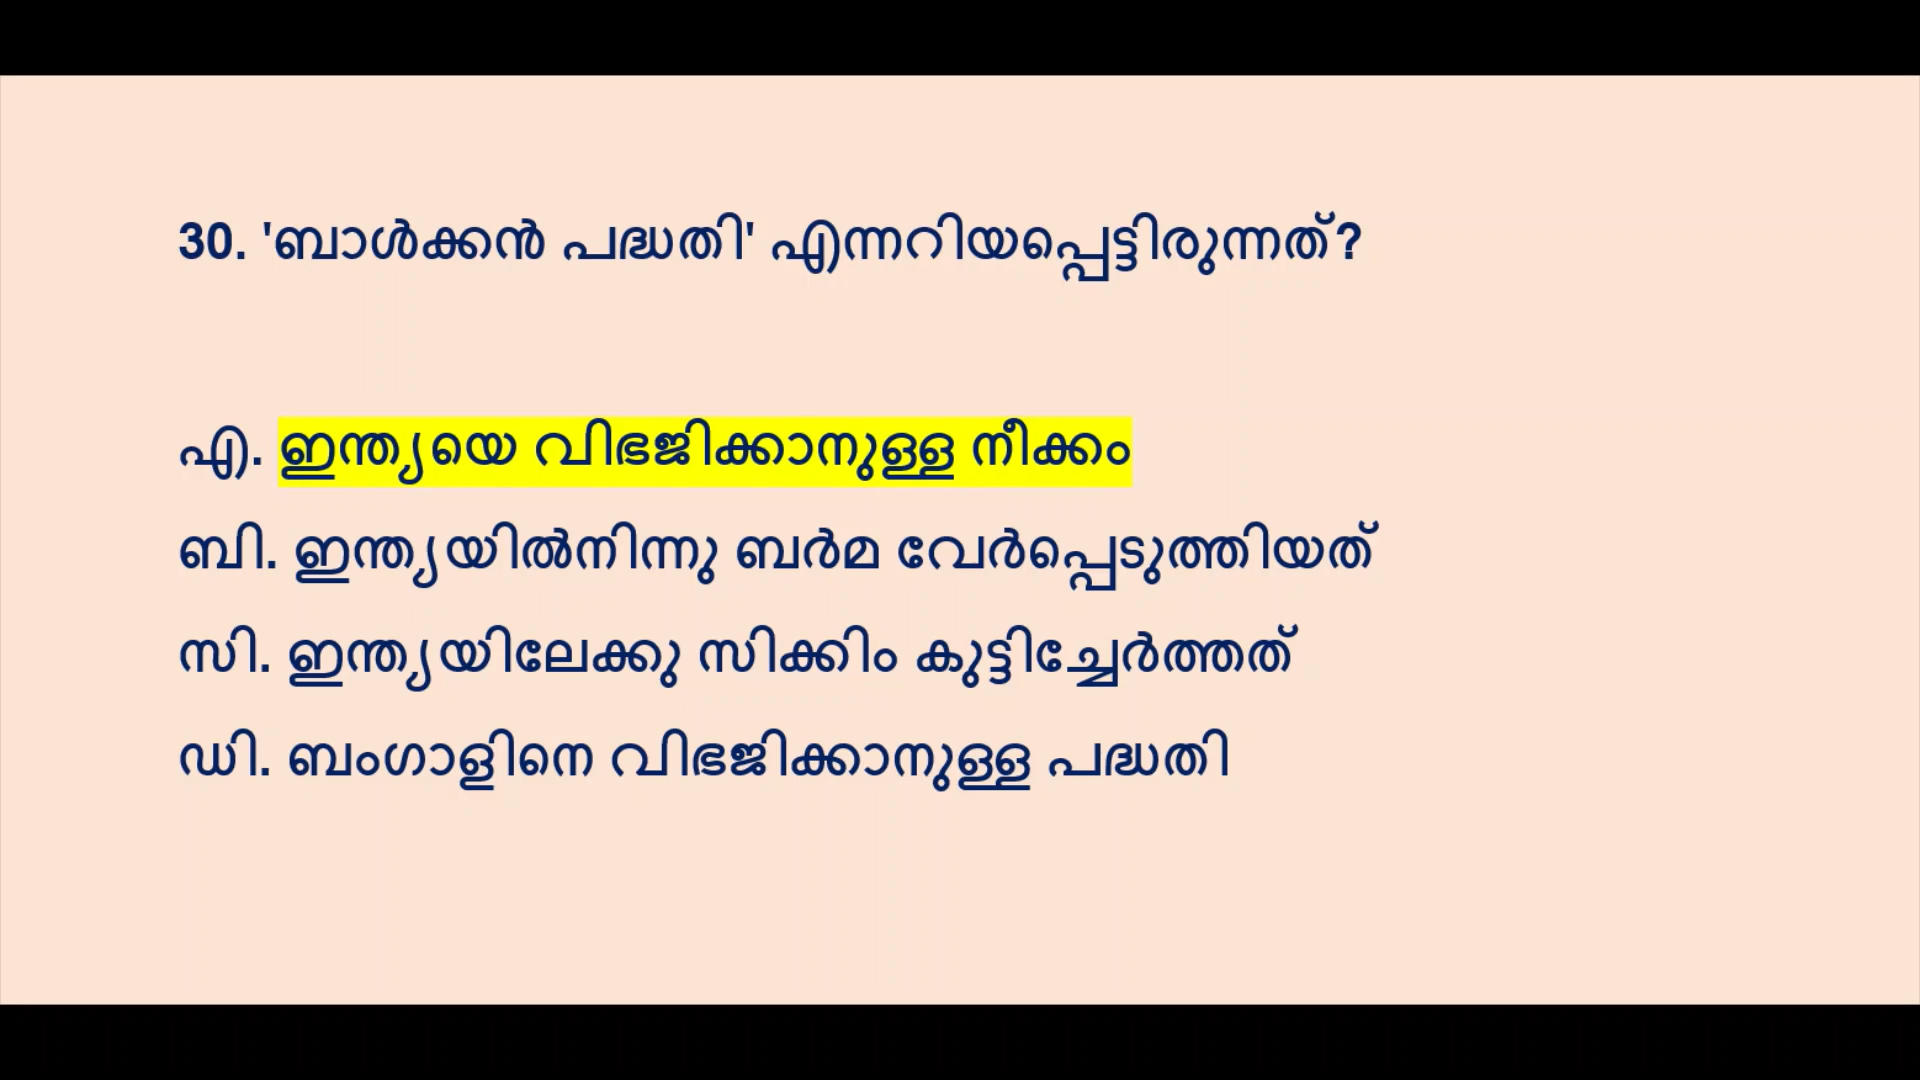 30. 'ബാൾക്കൻ പദ്ധതി' എന്നറിയപ്പെട്ടിരുന്നത്?
എ. ഇന്ത്യയെ വിഭജിക്കാനുള്ള നീക്കം
ബി. ഇന്ത്യയിൽനിന്നു ബർമ വേർപ്പെടുത്തിയത്
സി. ഇന്ത്യയിലേക്കു സിക്കിം കുട്ടിച്ചേർത്തത്
ഡി. ബംഗാളിനെ വിഭജിക്കാനുള്ള പദ്ധതി